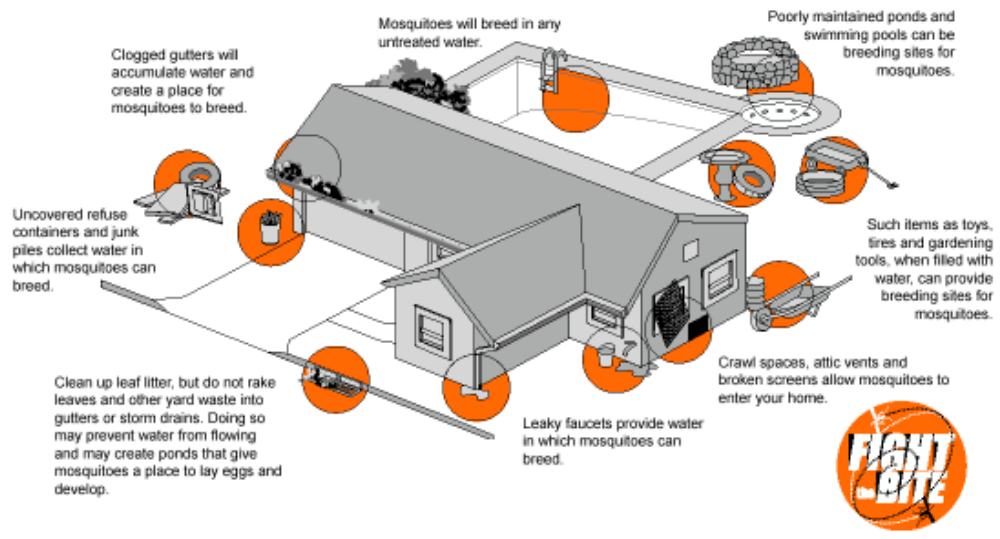 Mosquitoes will breed in any
untreated water.
Poorly maintained ponds and
swimming pools can be
breeding sites for
mosquitoes.
Clogged gutters will
accumulate water and
create a place for
mosquitoes to breed.
Uncovered refuse
containers and junk
piles collect water in
which mosquitoes can
breed.
Such items as toys,
tires and gardening
tools, when filled with
water, can provide
breeding sites for
mosquitoes.
Crawl spaces, attic vents and
broken screens allow mosquitoes to
enter your home.
Clean up leaf litter, but do not rake
leaves and other yard waste into
gutters or storm drains. Doing so
may prevent water from flowing
and may create ponds that give
mosquitoes a place to lay eggs and
develop.
Leaky faucets provide water
in which mosquitoes can
breed.
FIGHT
the BITE